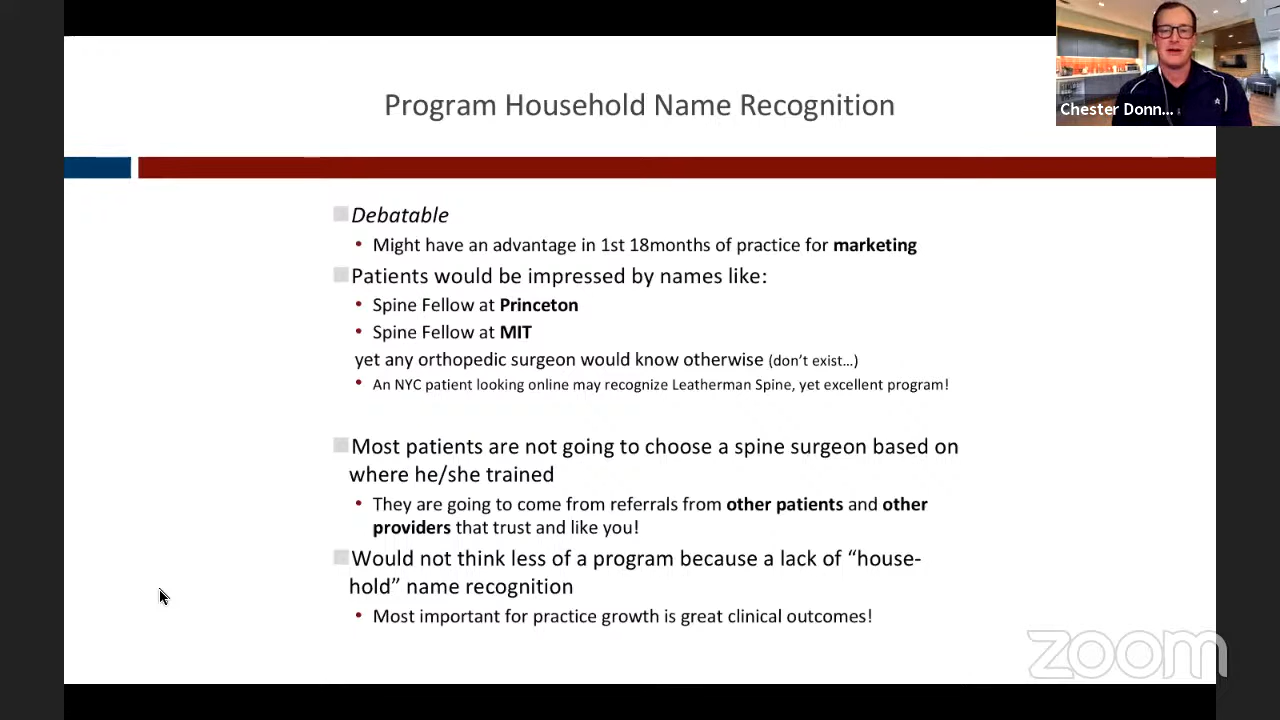 Program Household Name Recognition
Chester Donn...
Debatable
• Might have an advantage in 1st 18months of practice for marketing
Patients would be impressed by names like:
• Spine Fellow at Princeton
• Spine Fellow at MIT
yet any orthopedic surgeon would know otherwise (don't exist...)
• An NYC patient looking online may recognize Leatherman Spine, yet excellent program!
Most patients are not going to choose a spine surgeon based on
where he/she trained
• They are going to come from referrals from other patients and other
providers that trust and like you!
Would not think less of a program because a lack of “house-
hold” name recognition
• Most important for practice growth is great clinical outcomes!
zoom